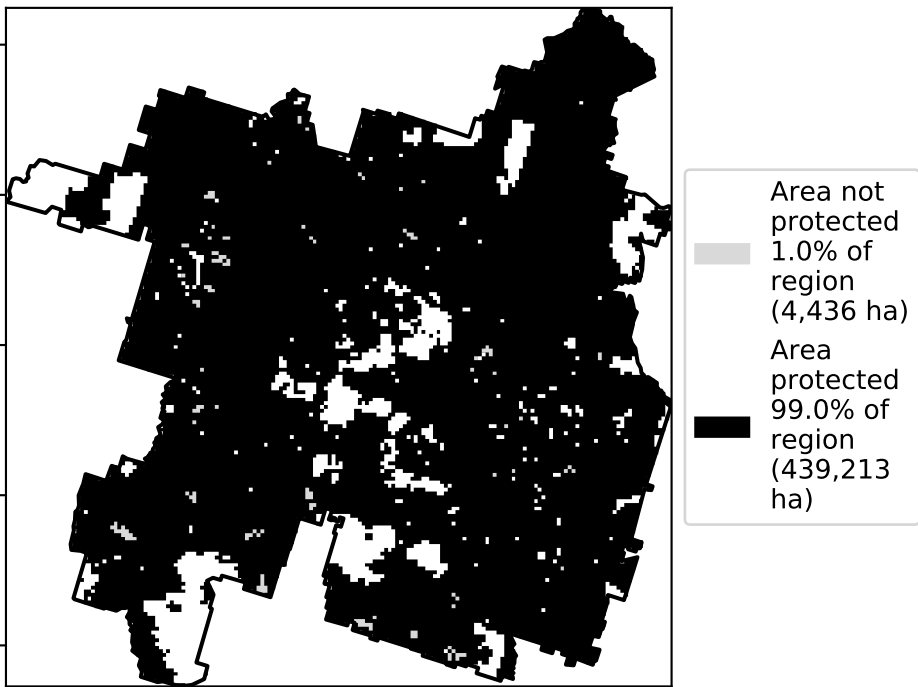 Area not
protected
1.0% of
region
(4,436 ha)
Area
protected
99.0% of
region
(439,213
ha)